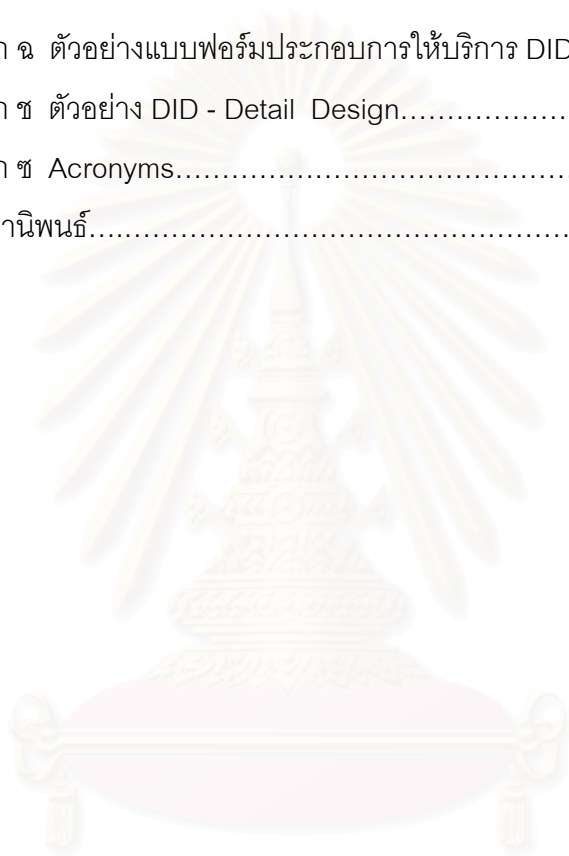 ก ฉ ตัวอย่างแบบฟอร์มประกอบการให้บริการ DID
ก ช ตัวอย่าง DID - Detail Design……………….
ก ซ Acronyms……………………………………….
านิพนธ์…………………………………………………